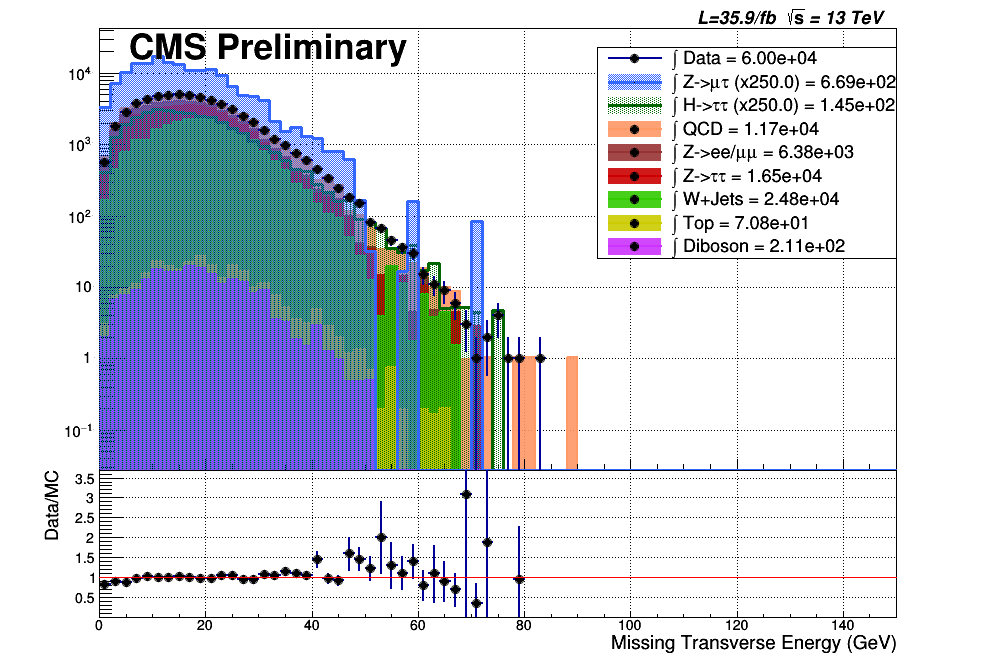 L=35.9/fb √s = 13 TeV
CMS Preliminary
∫ Data = 6.00e+04
∫ Z->μτ (x250.0) = 6.69e+02
∫ H->ττ (x250.0) = 1.45e+02
∫ QCD = 1.17e+04
∫ Z->ee/μμ = 6.38e+03
∫ Z->ττ = 1.65e+04
∫ W+Jets = 2.48e+04
∫ Top = 7.08e+01
∫ Diboson = 2.11e+02
10⁴
10³
10²
10
1
10⁻¹
Data/MC
3.5
3
2.5
2
1.5
1
0.5
0 20 40 60 80 100 120 140
Missing Transverse Energy (GeV)